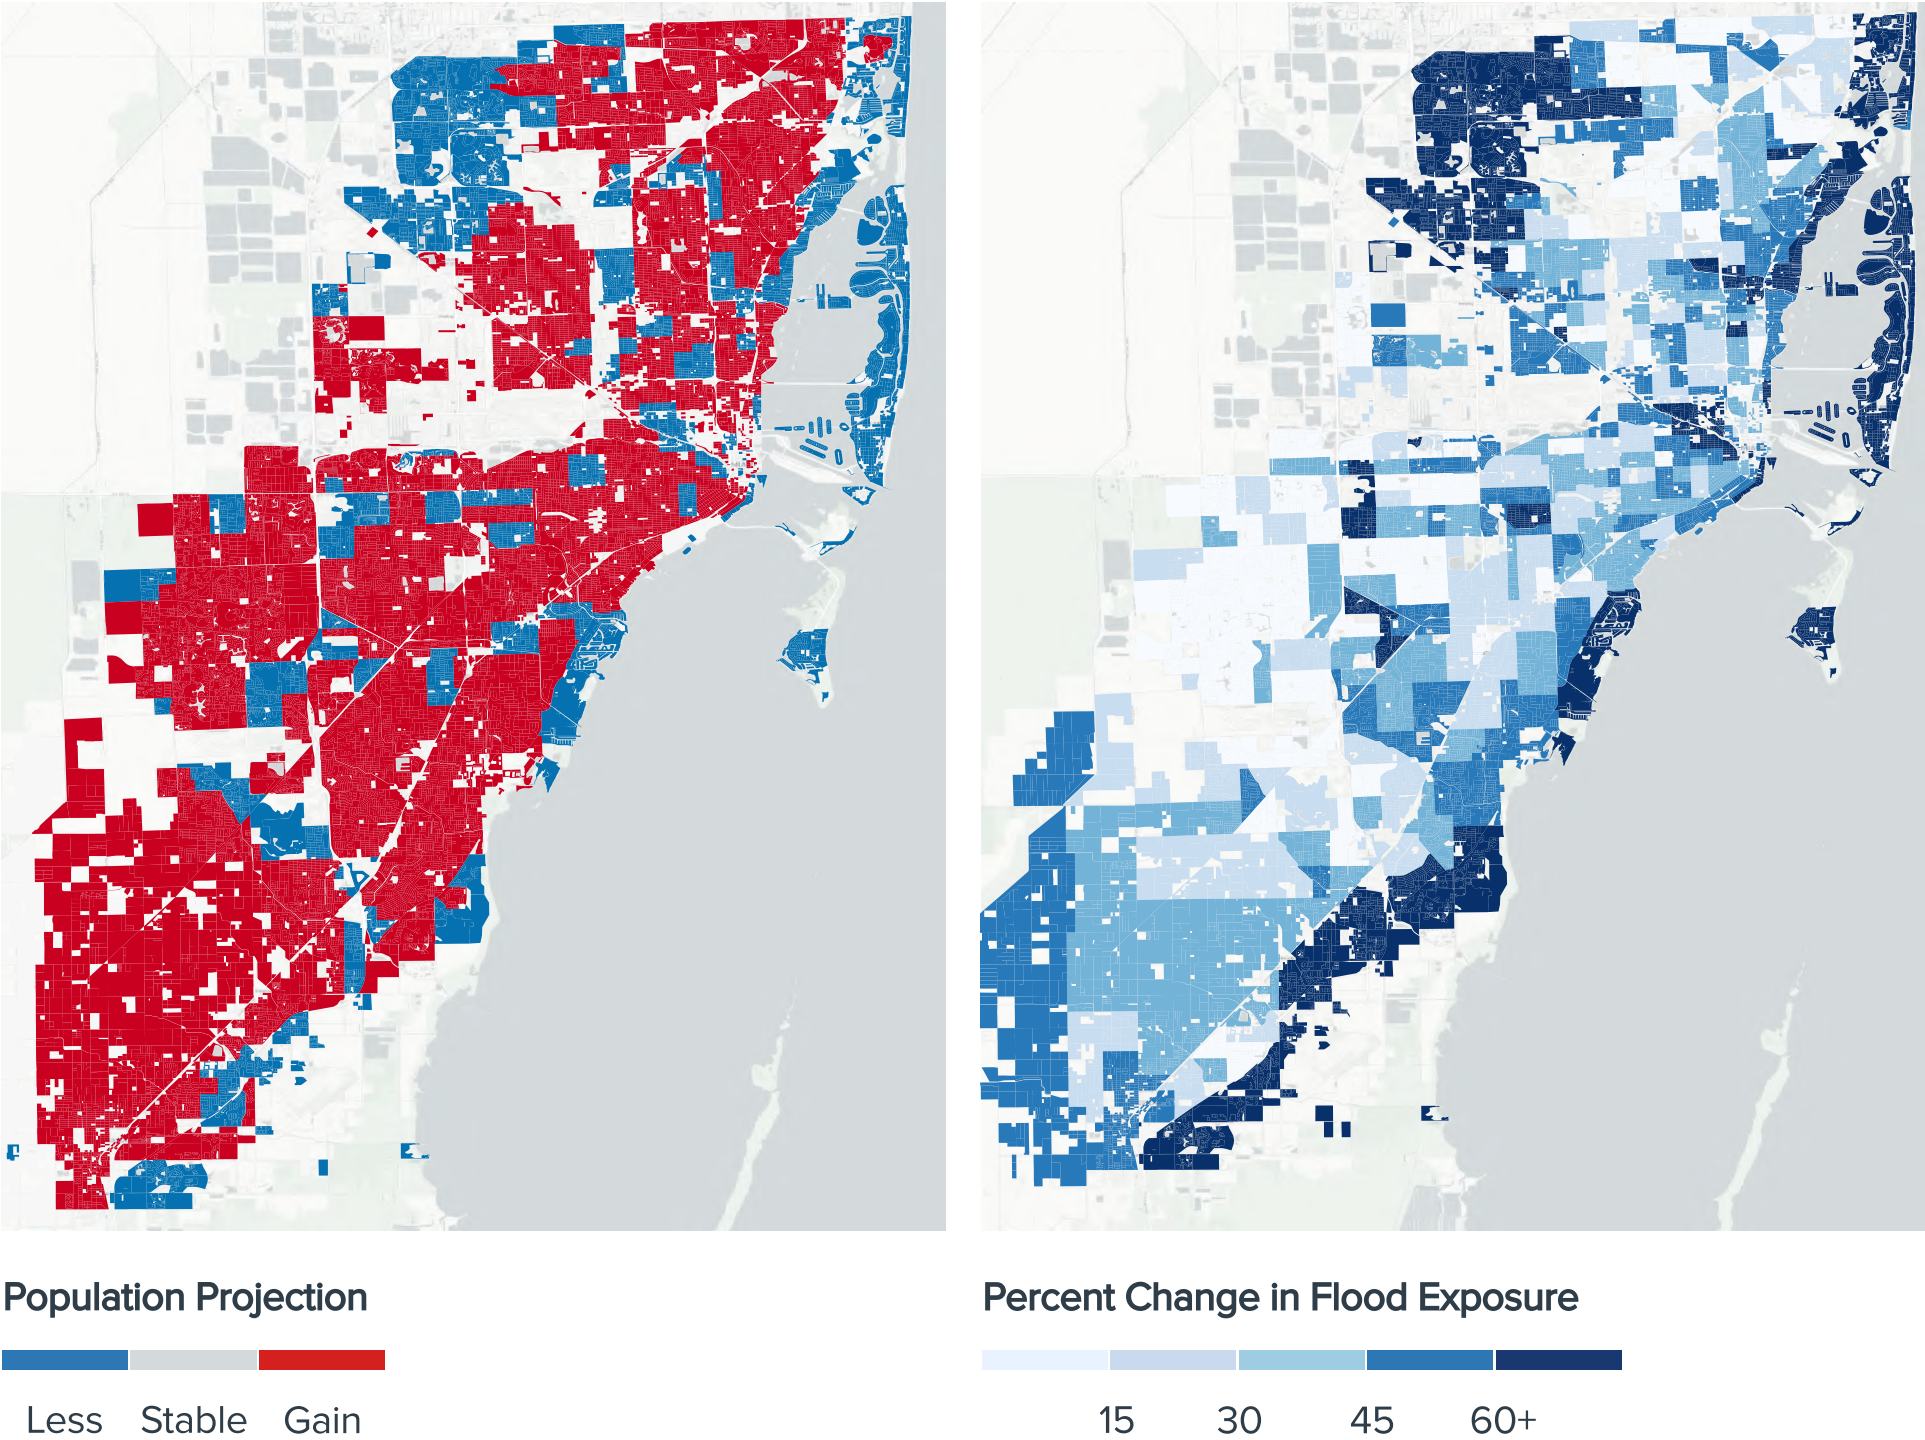 Population Projection
Less Stable Gain
Percent Change in Flood Exposure
15 30 45 60+